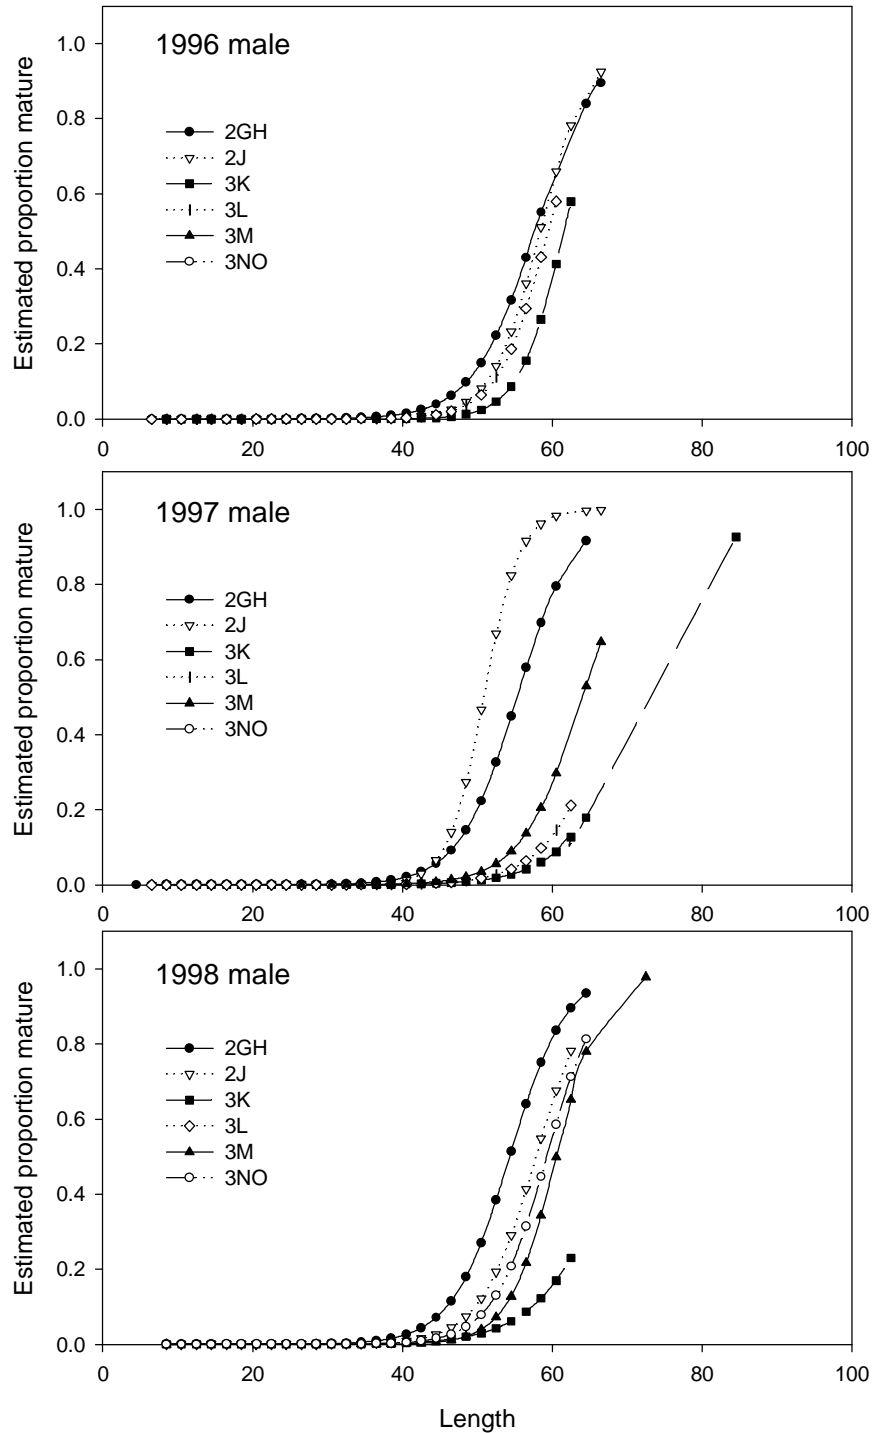 1996 male
Estimated proportion mature
1.0
0.8
0.6
0.4
0.2
0.0
2GH
2J
3K
3L
3M
3NO
0 20 40 60 80 100
1997 male
Estimated proportion mature
1.0
0.8
0.6
0.4
0.2
0.0
2GH
2J
3K
3L
3M
3NO
0 20 40 60 80 100
1998 male
Estimated proportion mature
1.0
0.8
0.6
0.4
0.2
0.0
2GH
2J
3K
3L
3M
3NO
0 20 40 60 80 100
Length